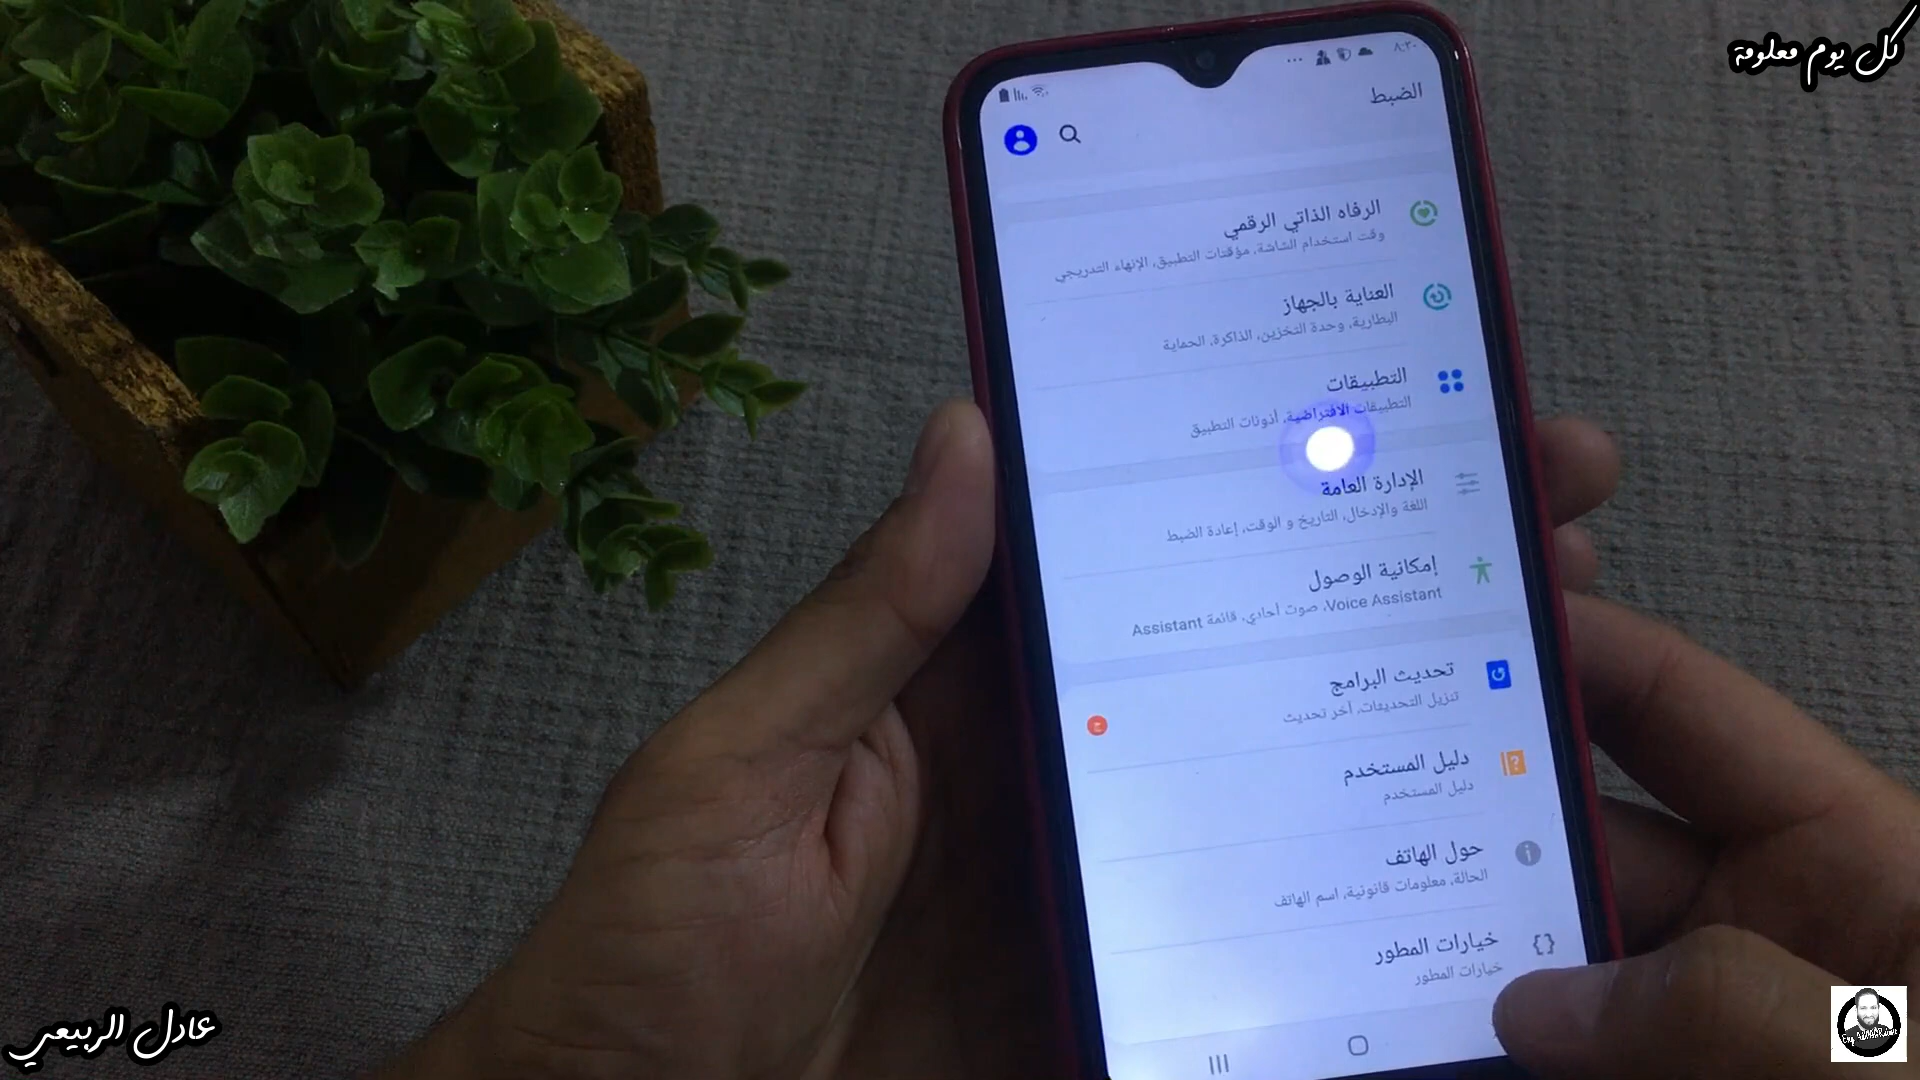 كل يوم معلومة
٨:٣٠
الضبط
الرفاه الذاتي الرقمي
وقت استخدام الشاشة, مؤقتات التطبيق, الإنهاء التدريجي
العناية بالجهاز
البطارية, وحدة التخزين, الذاكرة, الحماية
التطبيقات
التطبيقات الافتراضية, أذونات التطبيق
الإدارة العامة
اللغة والإدخال, التاريخ و الوقت, إعادة الضبط
إمكانية الوصول
Voice Assistant, صوت أحادي, قائمة Assistant
تحديث البرامج
تنزيل التحديثات, آخر تحديث
دليل المستخدم
دليل المستخدم
حول الهاتف
الحالة, معلومات قانونية, اسم الهاتف
خيارات المطور
خيارات المطور
عادل الربيعي